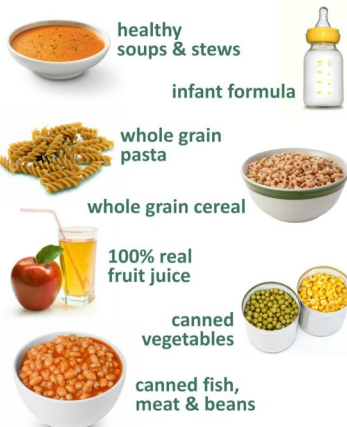 healthy
soups & stews
infant formula
whole grain
pasta
whole grain cereal
100% real
fruit juice
canned
vegetables
canned fish,
meat & beans